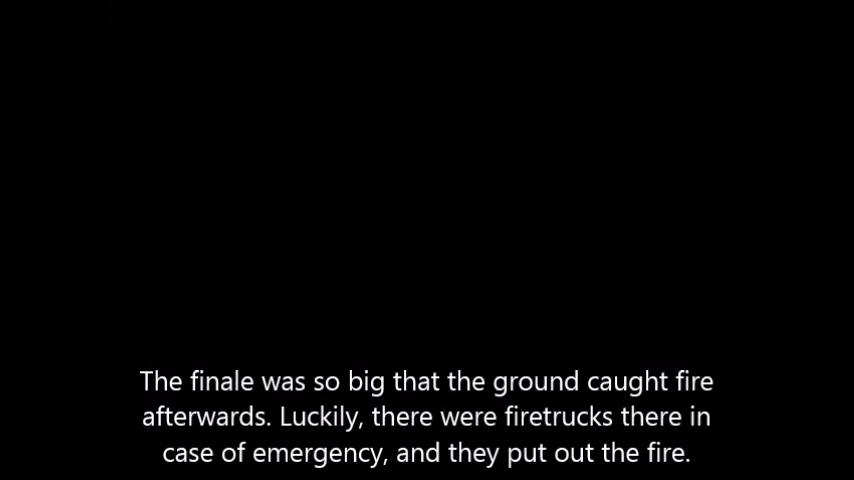 The finale was so big that the ground caught fire
afterwards. Luckily, there were firetrucks there in
case of emergency, and they put out the fire.